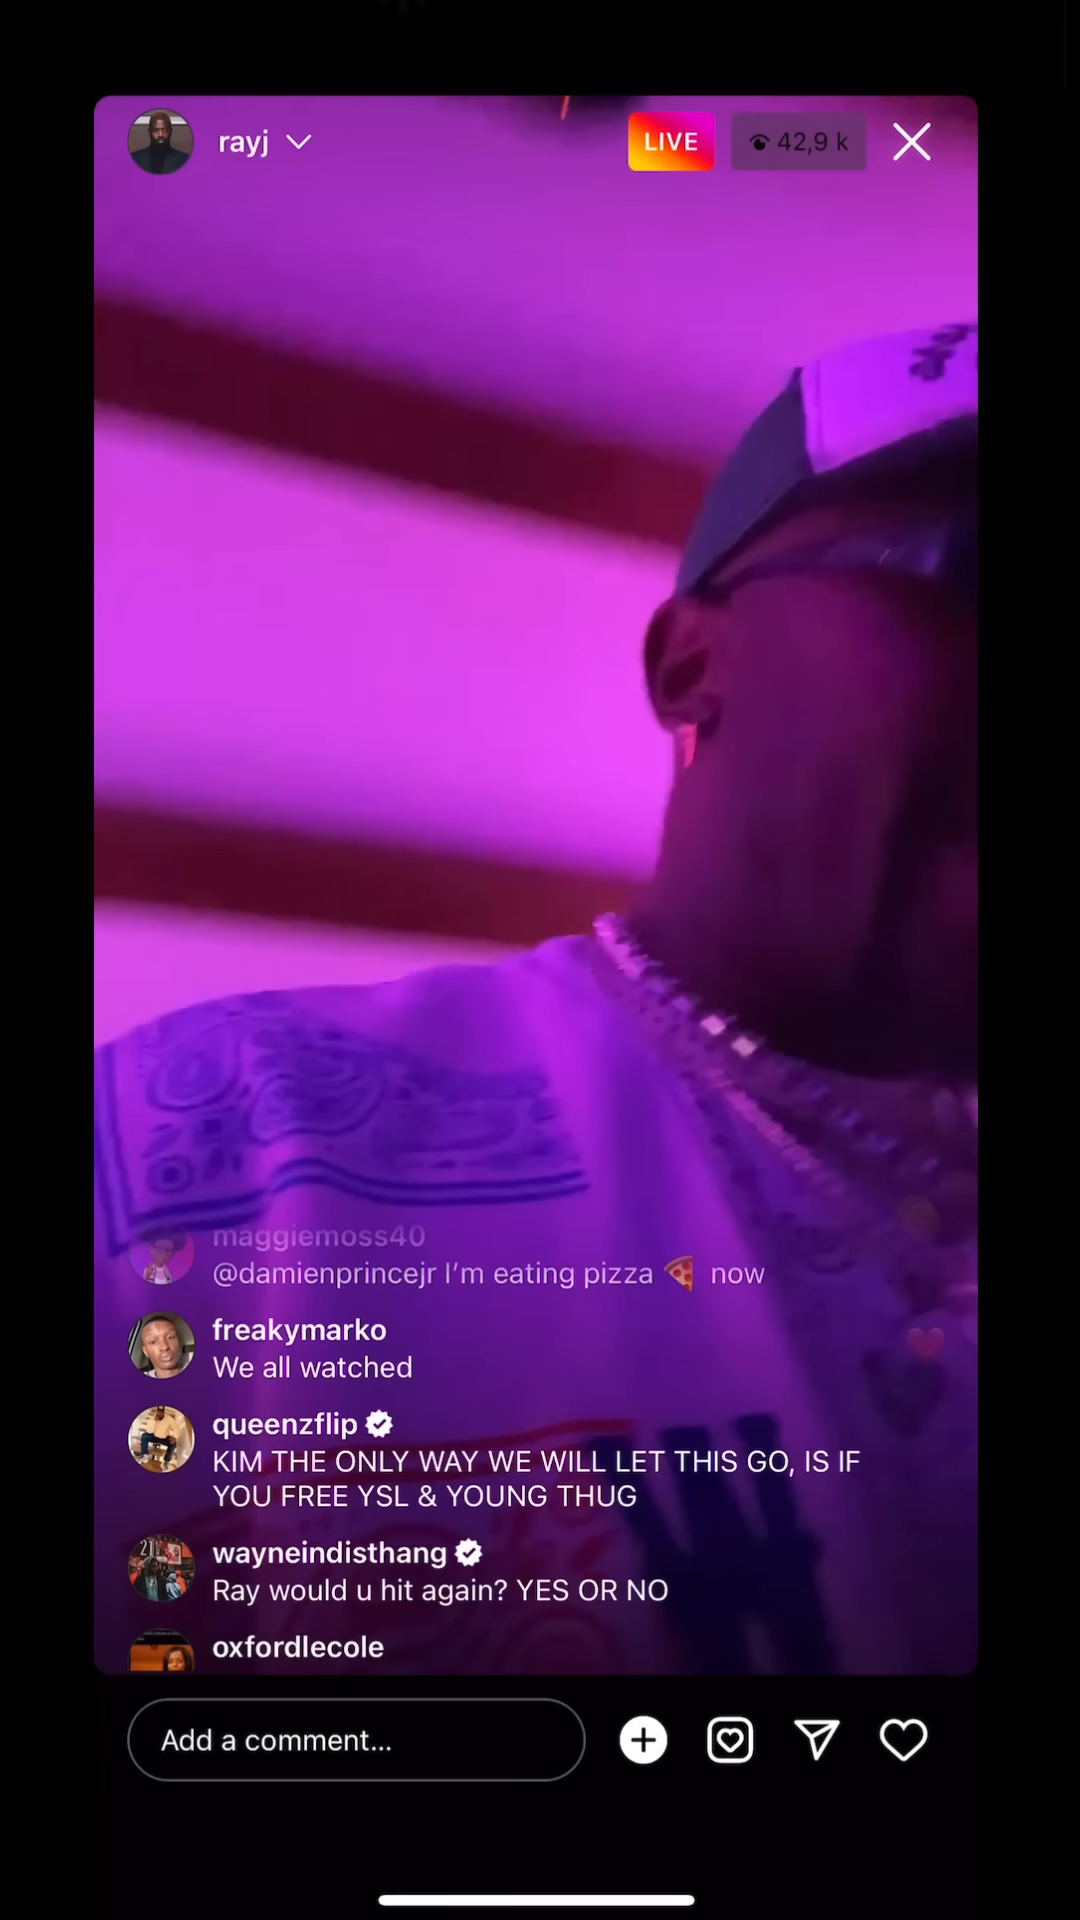 rayj
LIVE
42,9 k
maggiemoss40
@damienprincejr I'm eating pizza 🍕 now
freakymarko
We all watched
queenzflip
KIM THE ONLY WAY WE WILL LET THIS GO, IS IF
YOU FREE YSL & YOUNG THUG
wayneindisthang
Ray would u hit again? YES OR NO
oxfordlecole
Add a comment...